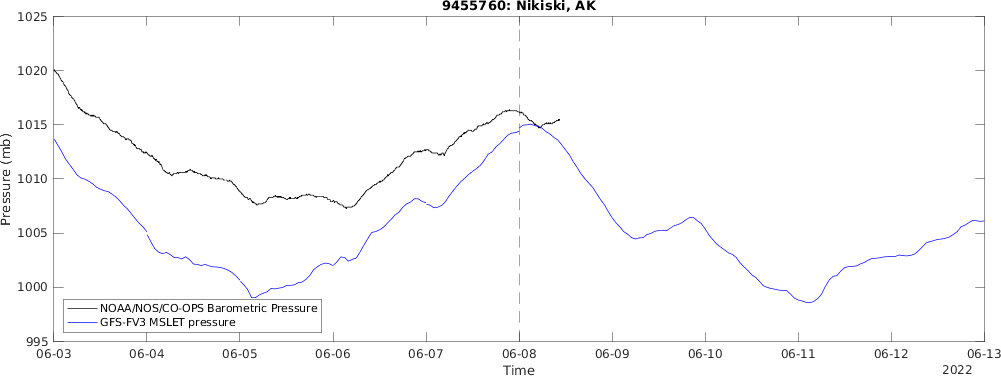 9455760: Nikiski, AK
1025
1020
1015
1010
1005
1000
995
Pressure (mb)
NOAA/NOS/CO-OPS Barometric Pressure
GFS-FV3 MSLET pressure
06-03 06-04 06-05 06-06 06-07 06-08 06-09 06-10 06-11 06-12 06-13
Time
2022